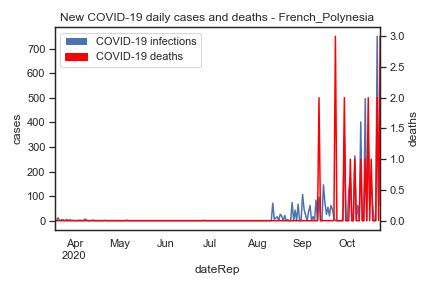 New COVID-19 daily cases and deaths - French_Polynesia
COVID-19 infections
COVID-19 deaths
700
600
500
400
300
200
100
0
cases
3.0
2.5
2.0
1.5
1.0
0.5
0.0
deaths
Apr May Jun Jul Aug Sep Oct
2020
dateRep